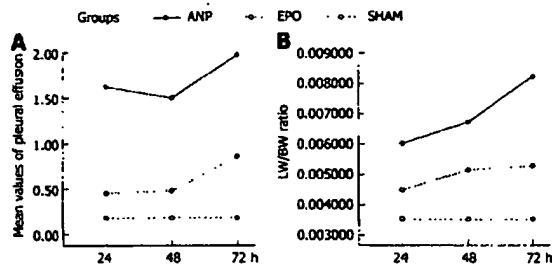 Groups ANP EPO SHAM
A
Mean values of pleural effusion
2.00
1.50
1.00
0.50
0.00
24 48 72 h
B
LW/BW ratio
0.009000
0.008000
0.007000
0.006000
0.005000
0.004000
0.003000
24 48 72 h